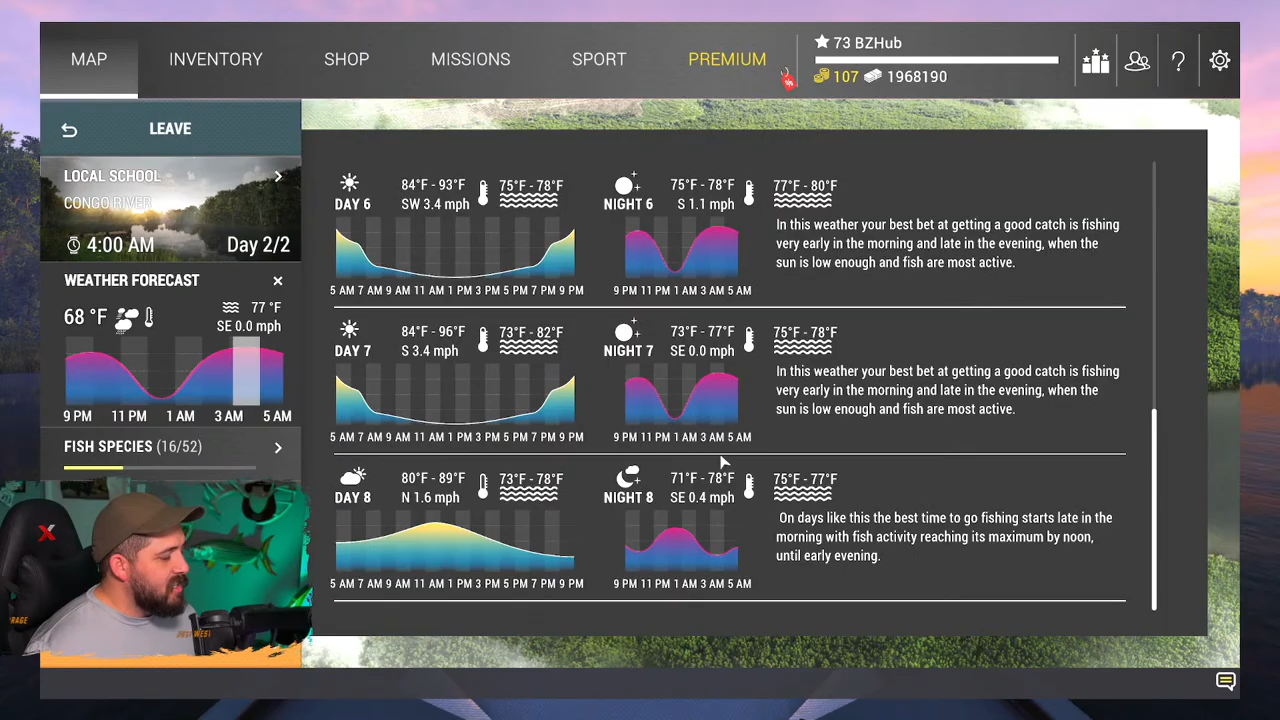 MAP INVENTORY SHOP MISSIONS SPORT PREMIUM
73 BZHub
107 1968190
?
LEAVE
LOCAL SCHOOL
CONGO RIVER
4:00 AM Day 2/2
WEATHER FORECAST ×
68 °F 77 °F
SE 0.0 mph
9 PM 11 PM 1 AM 3 AM 5 AM
FISH SPECIES (16/52)
DAY 6
84°F - 93°F 75°F - 78°F
SW 3.4 mph
5 AM 7 AM 9 AM 11 AM 1 PM 3 PM 5 PM 7 PM 9 PM
NIGHT 6
75°F - 78°F 77°F - 80°F
S 1.1 mph
9 PM 11 PM 1 AM 3 AM 5 AM
In this weather your best bet at getting a good catch is fishing
very early in the morning and late in the evening, when the
sun is low enough and fish are most active.
DAY 7
84°F - 96°F 73°F - 82°F
S 3.4 mph
5 AM 7 AM 9 AM 11 AM 1 PM 3 PM 5 PM 7 PM 9 PM
NIGHT 7
73°F - 77°F 75°F - 78°F
SE 0.0 mph
9 PM 11 PM 1 AM 3 AM 5 AM
In this weather your best bet at getting a good catch is fishing
very early in the morning and late in the evening, when the
sun is low enough and fish are most active.
DAY 8
80°F - 89°F 73°F - 78°F
N 1.6 mph
5 AM 7 AM 9 AM 11 AM 1 PM 3 PM 5 PM 7 PM 9 PM
NIGHT 8
71°F - 78°F 75°F - 77°F
SE 0.4 mph
9 PM 11 PM 1 AM 3 AM 5 AM
On days like this the best time to go fishing starts late in the
morning with fish activity reaching its maximum by noon,
until early evening.